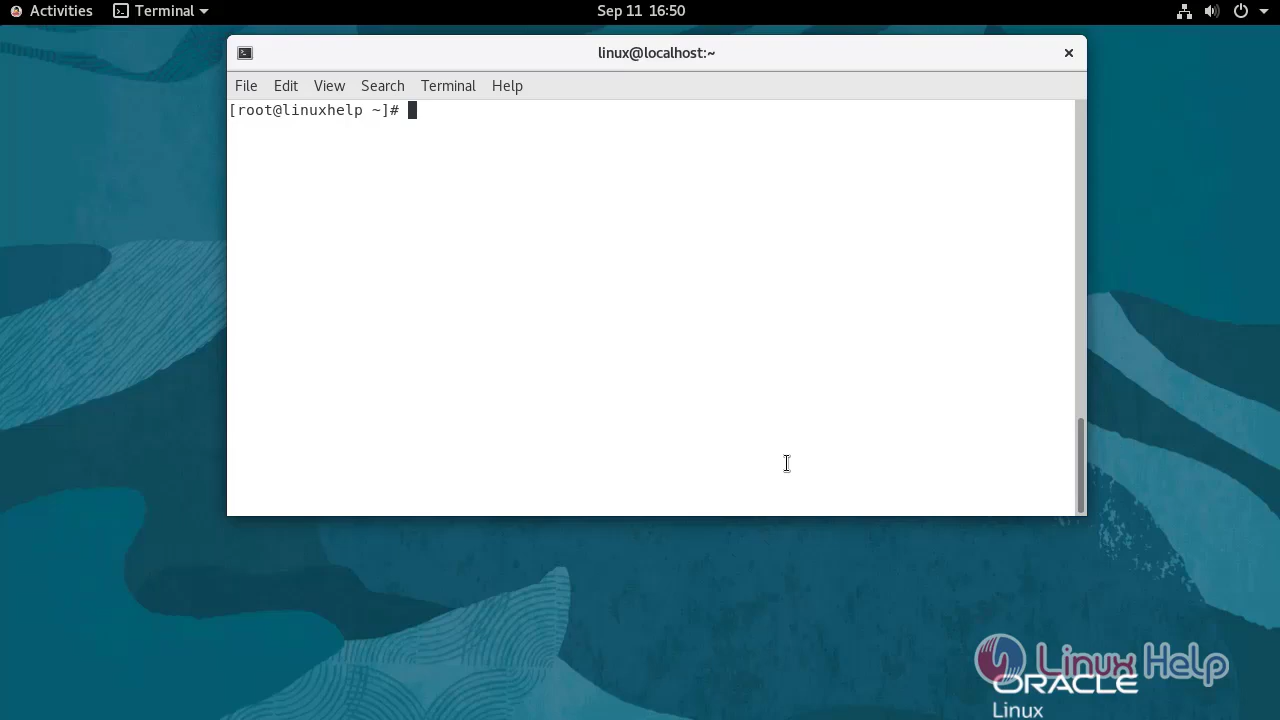 Activities Terminal Sep 11 16:50
linux@localhost:~
File Edit View Search Terminal Help
[root@linuxhelp ~]#
Linux Help
ORACLE
Linux